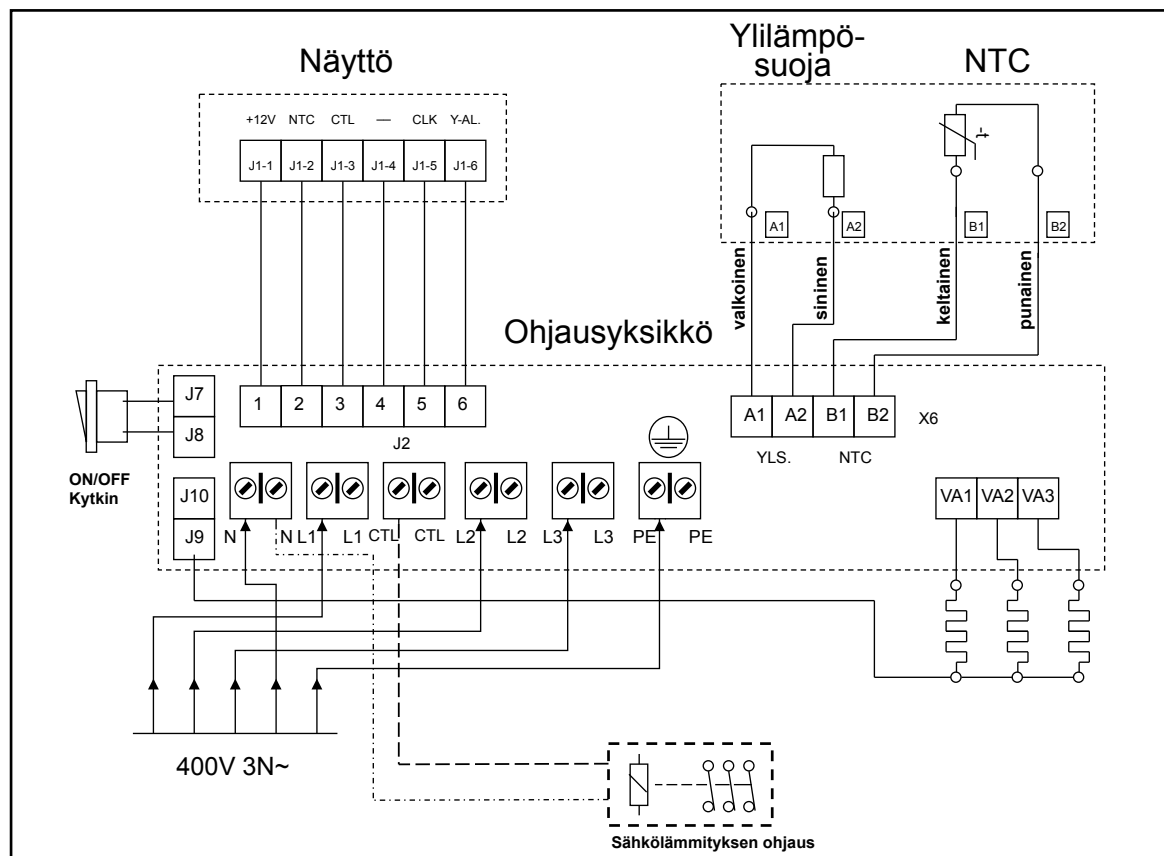 Näyttö
Ylilämpö-
suoja
NTC
+12V NTC CTL — CLK Y-AL.
J1-1 J1-2 J1-3 J1-4 J1-5 J1-6
-t
A1 A2 B1 B2
valkoinen
sininen
keltainen
punainen
Ohjausyksikkö
J7
J8
1 2 3 4 5 6
J2
A1 A2 B1 B2 X6
YLS. NTC
ON/OFF
Kytkin
J10
J9
N N L1 L1 CTL CTL L2 L2 L3 L3 PE PE
VA1 VA2 VA3
400V 3N~
Sähkölämmityksen ohjaus